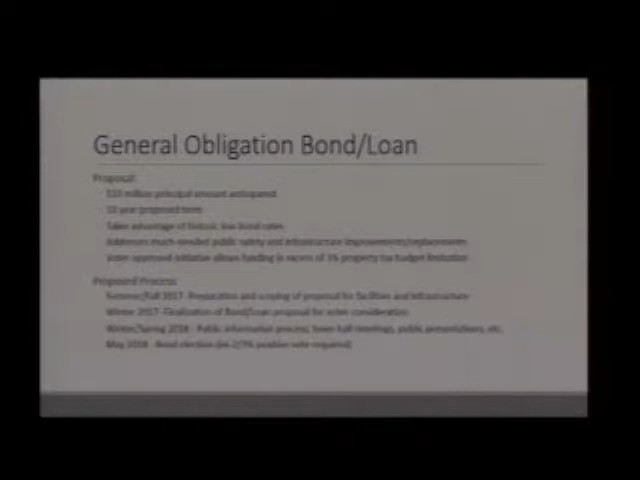 General Obligation Bond/Loan
Proposal:
$10 million principal amount anticipated
10 year proposed term
Takes advantage of historic low bond rates
Addresses much-needed public safety and infrastructure improvements/replacements
Voter approved initiative allows funding in excess of 3% property tax budget limitation
Proposed Process:
Summer/Fall 2017- Preparation and scoping of proposal for facilities and infrastructure
Winter 2017- Finalization of Bond/Loan proposal for voter consideration
Winter/Spring 2018 - Public information process, town hall meetings, public presentations, etc.
May 2018 - Bond election (66 2/3% positive vote required)